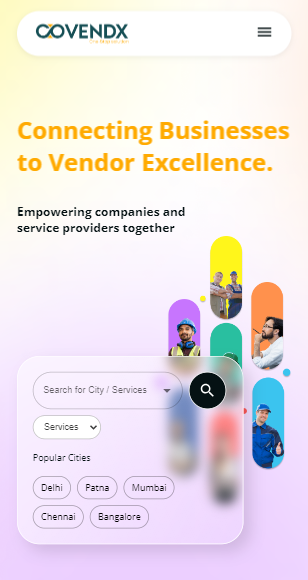 COVENDX
Connecting Businesses
to Vendor Excellence.
Empowering companies and
service providers together
Search for City / Services
Services
Popular Cities
Delhi
Patna
Mumbai
Chennai
Bangalore